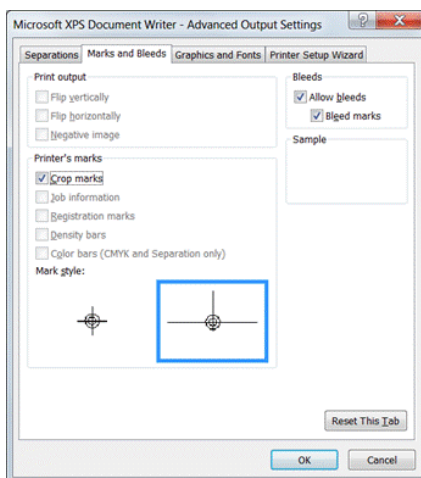 Microsoft XPS Document Writer - Advanced Output Settings
Separations Marks and Bleeds Graphics and Fonts Printer Setup Wizard
Print output
Flip vertically
Flip horizontally
Negative image
Printer's marks
Crop marks
Job information
Registration marks
Density bars
Color bars (CMYK and Separation only)
Mark style:
Bleeds
Allow bleeds
Bleed marks
Sample
Reset This Tab
OK Cancel